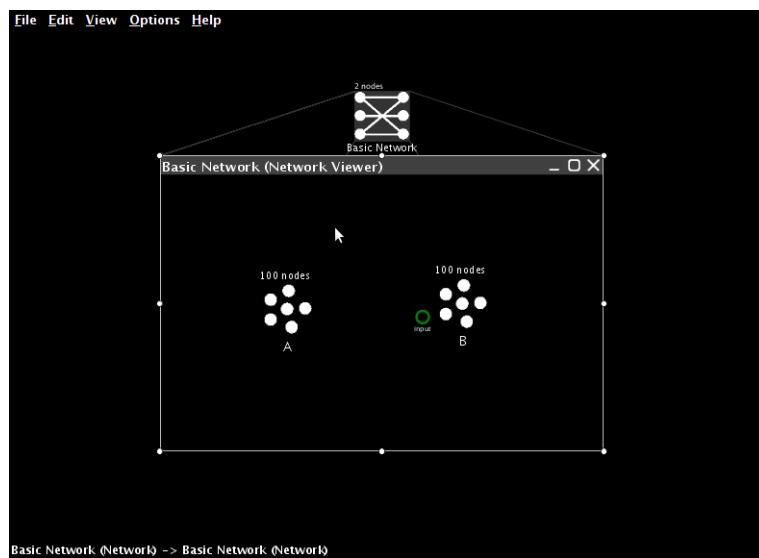 File Edit View Options Help
2 nodes
Basic Network
Basic Network (Network Viewer)
100 nodes
100 nodes
input
A
B
Basic Network (Network) -> Basic Network (Network)